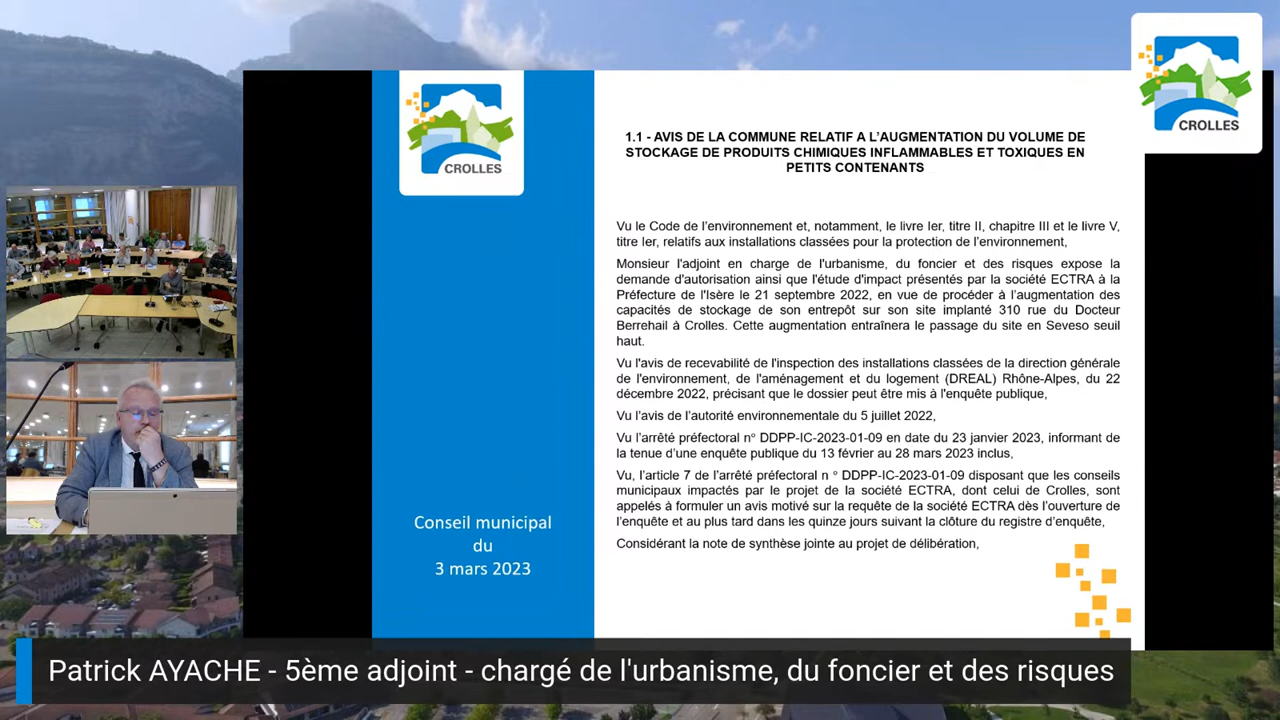 CROLLES
CROLLES
1.1 - AVIS DE LA COMMUNE RELATIF A L’AUGMENTATION DU VOLUME DE
STOCKAGE DE PRODUITS CHIMIQUES INFLAMMABLES ET TOXIQUES EN
PETITS CONTENANTS
Vu le Code de l’environnement et, notamment, le livre Ier, titre II, chapitre III et le livre V,
titre Ier, relatifs aux installations classées pour la protection de l’environnement,
Monsieur l'adjoint en charge de l'urbanisme, du foncier et des risques expose la
demande d'autorisation ainsi que l'étude d'impact présentés par la société ECTRA à la
Préfecture de l'Isère le 21 septembre 2022, en vue de procéder à l’augmentation des
capacités de stockage de son entrepôt sur son site implanté 310 rue du Docteur
Berrehail à Crolles. Cette augmentation entraînera le passage du site en Seveso seuil
haut.
Vu l'avis de recevabilité de l'inspection des installations classées de la direction générale
de l'environnement, de l'aménagement et du logement (DREAL) Rhône-Alpes, du 22
décembre 2022, précisant que le dossier peut être mis à l'enquête publique,
Vu l’avis de l’autorité environnementale du 5 juillet 2022,
Vu l’arrêté préfectoral n° DDPP-IC-2023-01-09 en date du 23 janvier 2023, informant de
la tenue d’une enquête publique du 13 février au 28 mars 2023 inclus,
Vu, l’article 7 de l’arrêté préfectoral n ° DDPP-IC-2023-01-09 disposant que les conseils
municipaux impactés par le projet de la société ECTRA, dont celui de Crolles, sont
appelés à formuler un avis motivé sur la requête de la société ECTRA dès l’ouverture de
l’enquête et au plus tard dans les quinze jours suivant la clôture du registre d’enquête,
Considérant la note de synthèse jointe au projet de délibération,
Conseil municipal
du
3 mars 2023
Patrick AYACHE - 5ème adjoint - chargé de l'urbanisme, du foncier et des risques